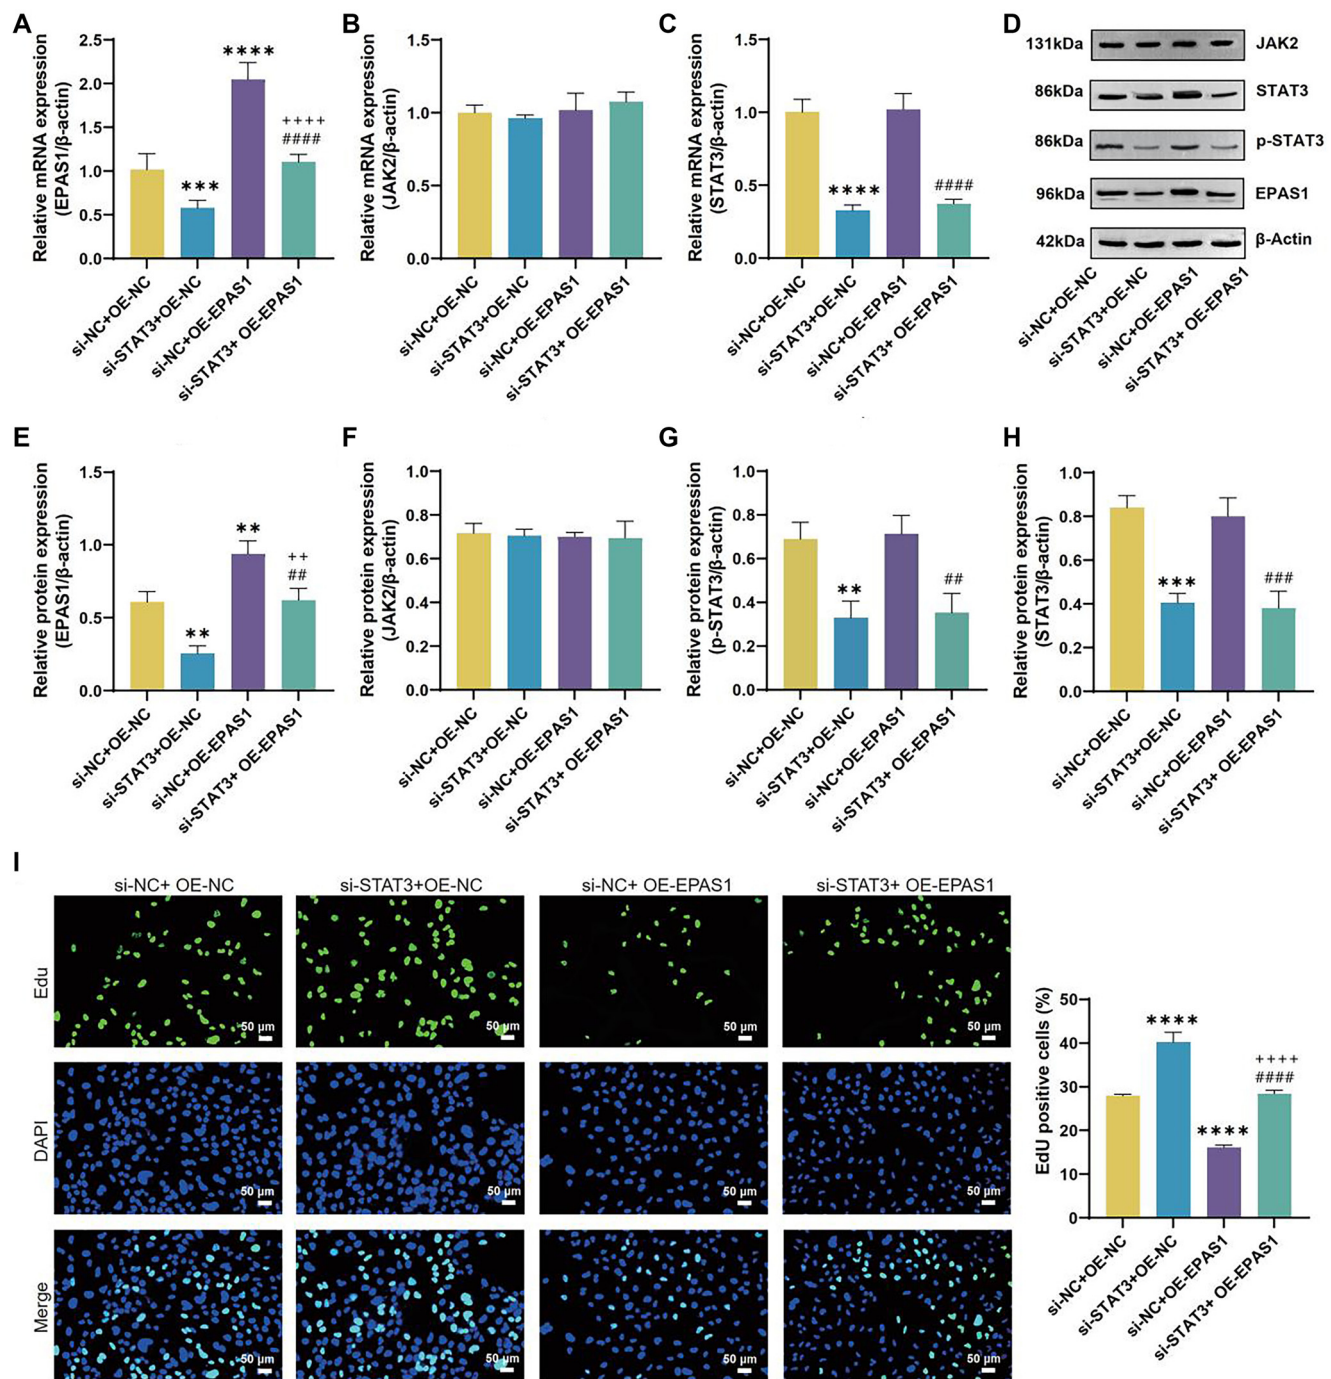 A
Relative mRNA expression
(EPAS1/β-actin)
2.5
2.0
1.5
1.0
0.5
0.0
****
***
++++
####
si-NC+OE-NC
si-STAT3+OE-NC
si-NC+OE-EPAS1
si-STAT3+ OE-EPAS1
B
Relative mRNA expression
(JAK2/β-actin)
1.5
1.0
0.5
0.0
si-NC+OE-NC
si-STAT3+OE-NC
si-NC+OE-EPAS1
si-STAT3+ OE-EPAS1
C
Relative mRNA expression
(STAT3/β-actin)
1.5
1.0
0.5
0.0
****
####
si-NC+OE-NC
si-STAT3+OE-NC
si-NC+OE-EPAS1
si-STAT3+ OE-EPAS1
D
131kDa JAK2
86kDa STAT3
86kDa p-STAT3
96kDa EPAS1
42kDa β-Actin
si-NC+OE-NC
si-STAT3+OE-NC
si-NC+OE-EPAS1
si-STAT3+ OE-EPAS1
E
Relative protein expression
(EPAS1/β-actin)
1.5
1.0
0.5
0.0
**
**
++
##
si-NC+OE-NC
si-STAT3+OE-NC
si-NC+OE-EPAS1
si-STAT3+ OE-EPAS1
F
Relative protein expression
(JAK2/β-actin)
1.0
0.8
0.6
0.4
0.2
0.0
si-NC+OE-NC
si-STAT3+OE-NC
si-NC+OE-EPAS1
si-STAT3+ OE-EPAS1
G
Relative protein expression
(p-STAT3/β-actin)
1.0
0.8
0.6
0.4
0.2
0.0
**
##
si-NC+OE-NC
si-STAT3+OE-NC
si-NC+OE-EPAS1
si-STAT3+ OE-EPAS1
H
Relative protein expression
(STAT3/β-actin)
1.0
0.8
0.6
0.4
0.2
0.0
***
###
si-NC+OE-NC
si-STAT3+OE-NC
si-NC+OE-EPAS1
si-STAT3+ OE-EPAS1
I
si-NC+ OE-NC
si-STAT3+OE-NC
si-NC+ OE-EPAS1
si-STAT3+ OE-EPAS1
Edu
50 μm
50 μm
50 μm
50 μm
DAPI
50 μm
50 μm
50 μm
50 μm
Merge
50 μm
50 μm
50 μm
50 μm
EdU positive cells (%)
50
40
30
20
10
0
****
****
++++
####
si-NC+OE-NC
si-STAT3+OE-NC
si-NC+OE-EPAS1
si-STAT3+ OE-EPAS1